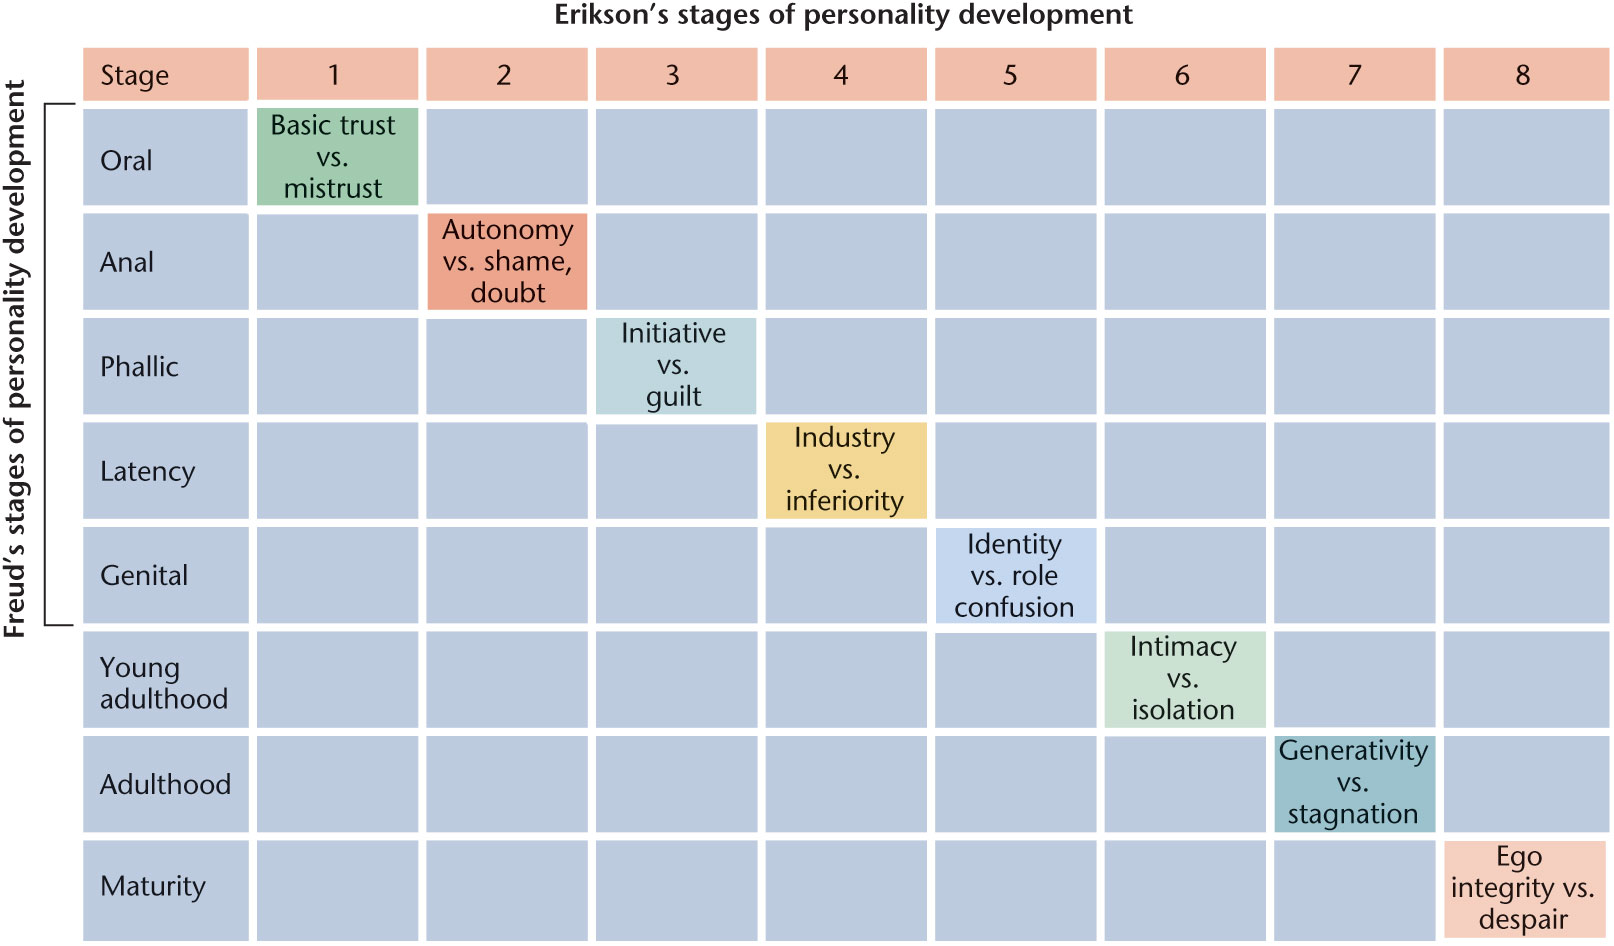 Erikson's stages of personality development
Freud's stages of personality development
Stage 1 2 3 4 5 6 7 8
Oral
Basic trust
vs.
mistrust
Anal
Autonomy
vs. shame,
doubt
Phallic
Initiative
vs.
guilt
Latency
Industry
vs.
inferiority
Genital
Identity
vs. role
confusion
Young
adulthood
Intimacy
vs.
isolation
Adulthood
Generativity
vs.
stagnation
Maturity
Ego
integrity vs.
despair